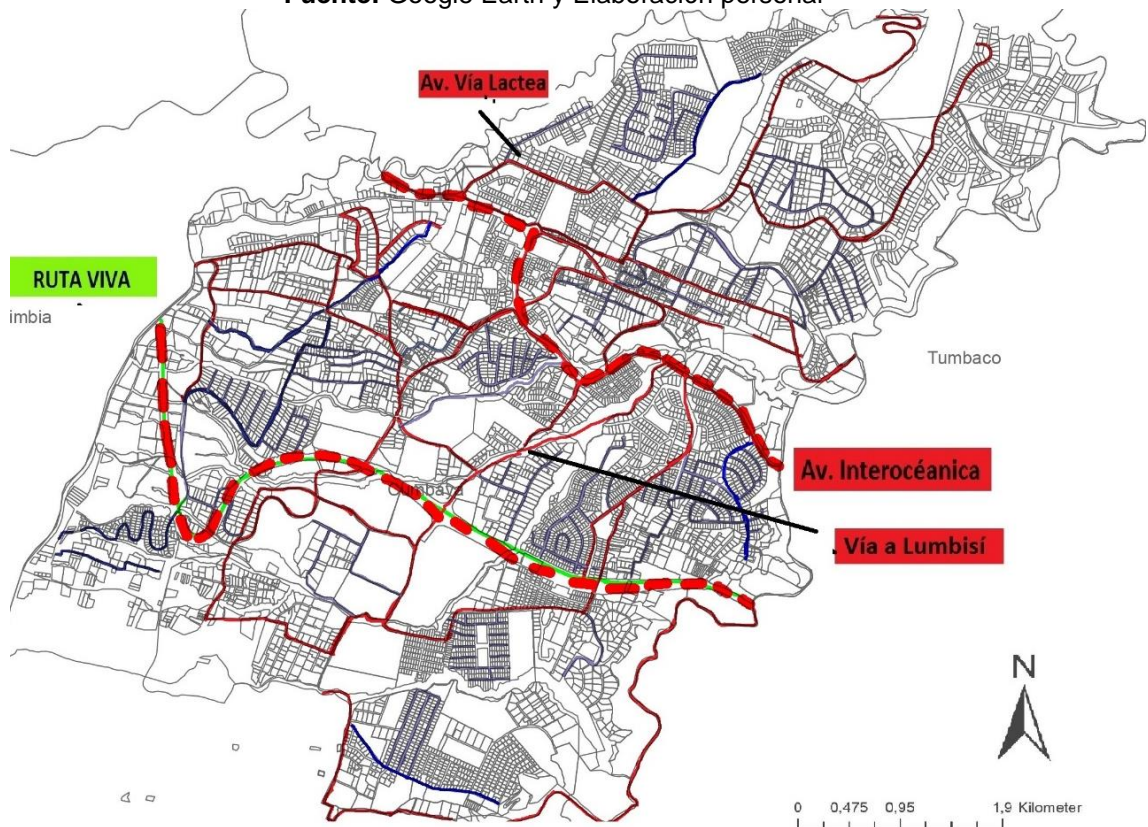 Fuente: Google Earth y Elaboración personal
Av. Vía Lactea
RUTA VIVA
imbia
Tumbaco
Cumbayá
Av. Interocéanica
Vía a Lumbisí
N
0 0,475 0,95 1,9 Kilometer